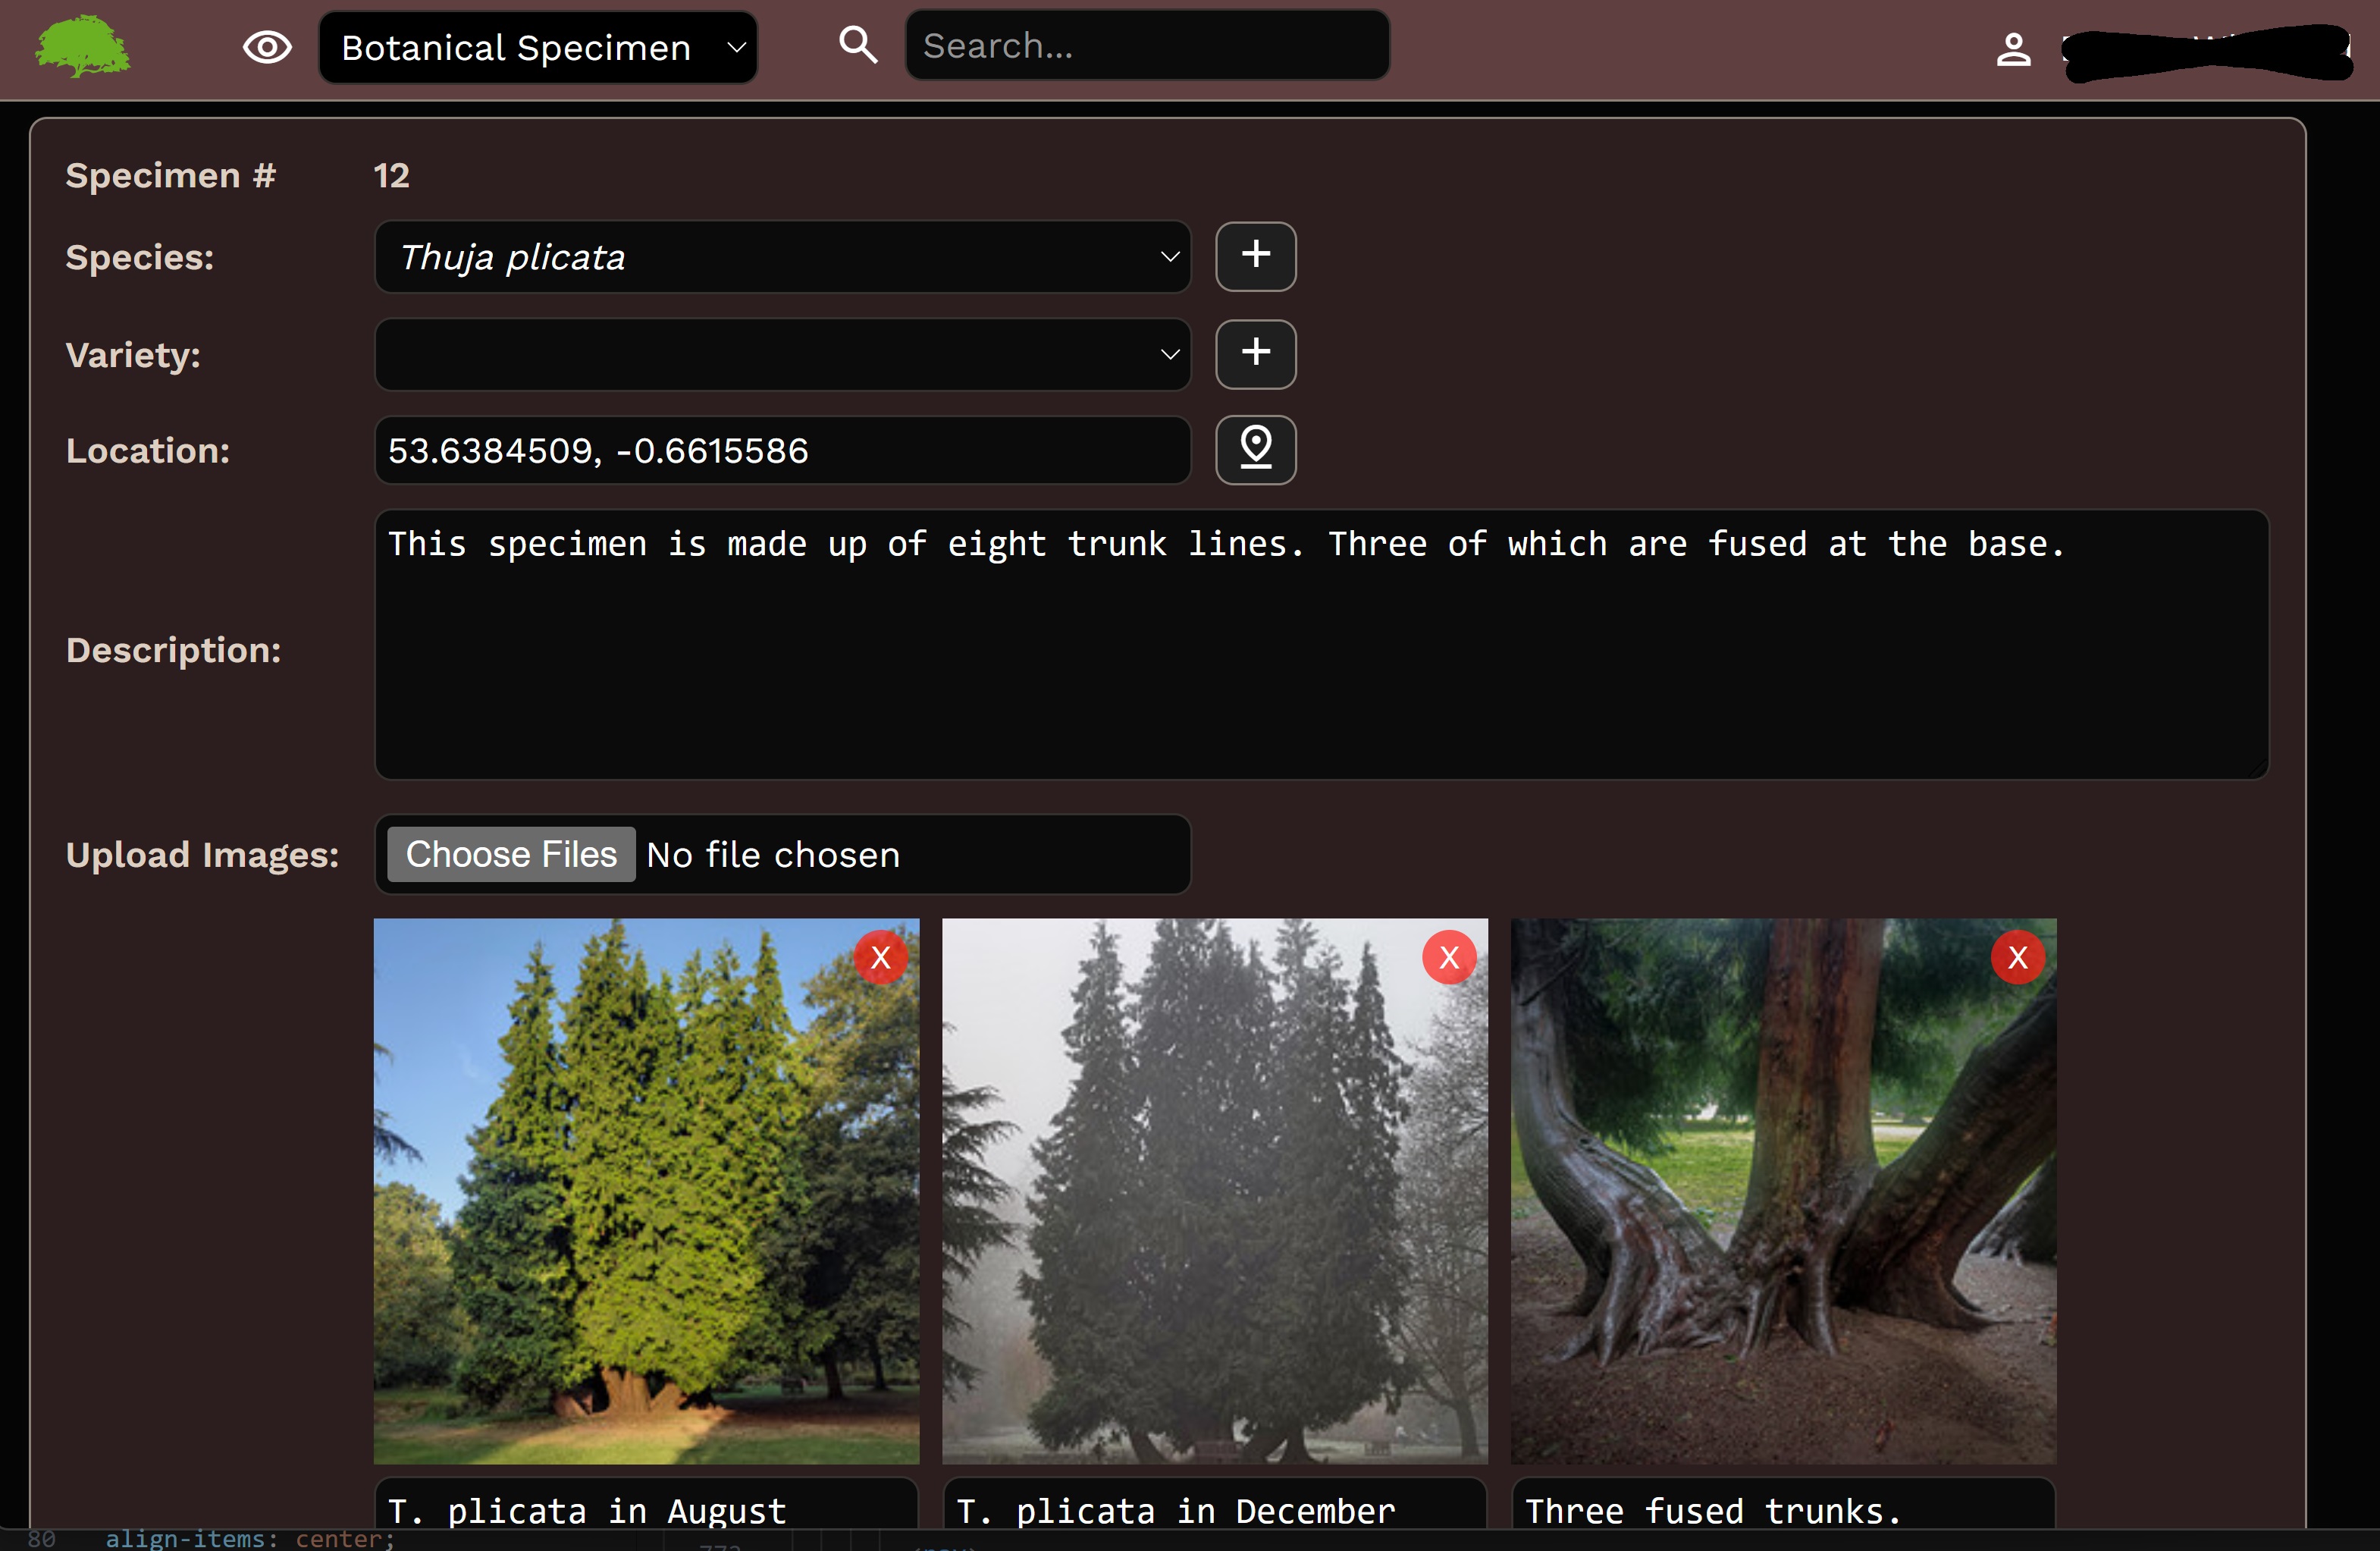 Botanical Specimen
Search...
Specimen # 12
Species: Thuja plicata +
Variety: +
Location: 53.6384509, -0.6615586
This specimen is made up of eight trunk lines. Three of which are fused at the base.
Description:
Upload Images: Choose Files No file chosen
X X X
T. plicata in August T. plicata in December Three fused trunks.
80 align-items: center;